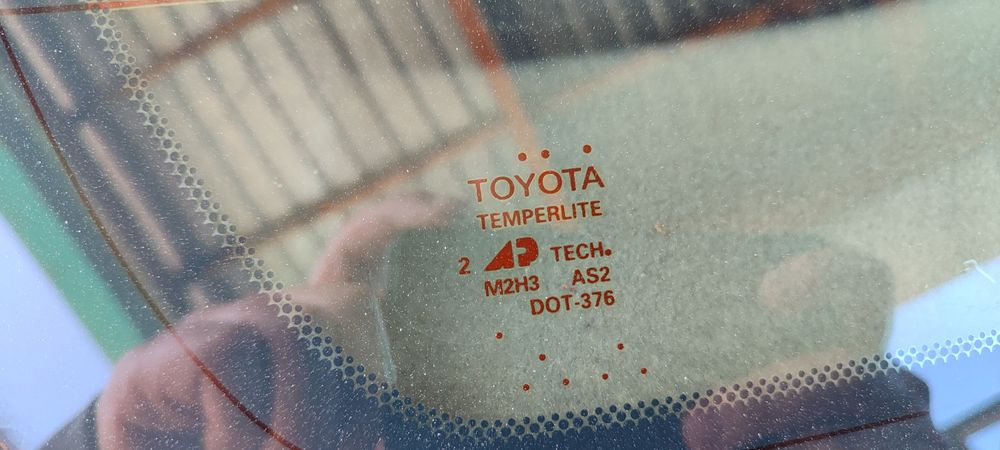 TOYOTA
TEMPERLITE
2 AP TECH.
M2H3 AS2
DOT-376